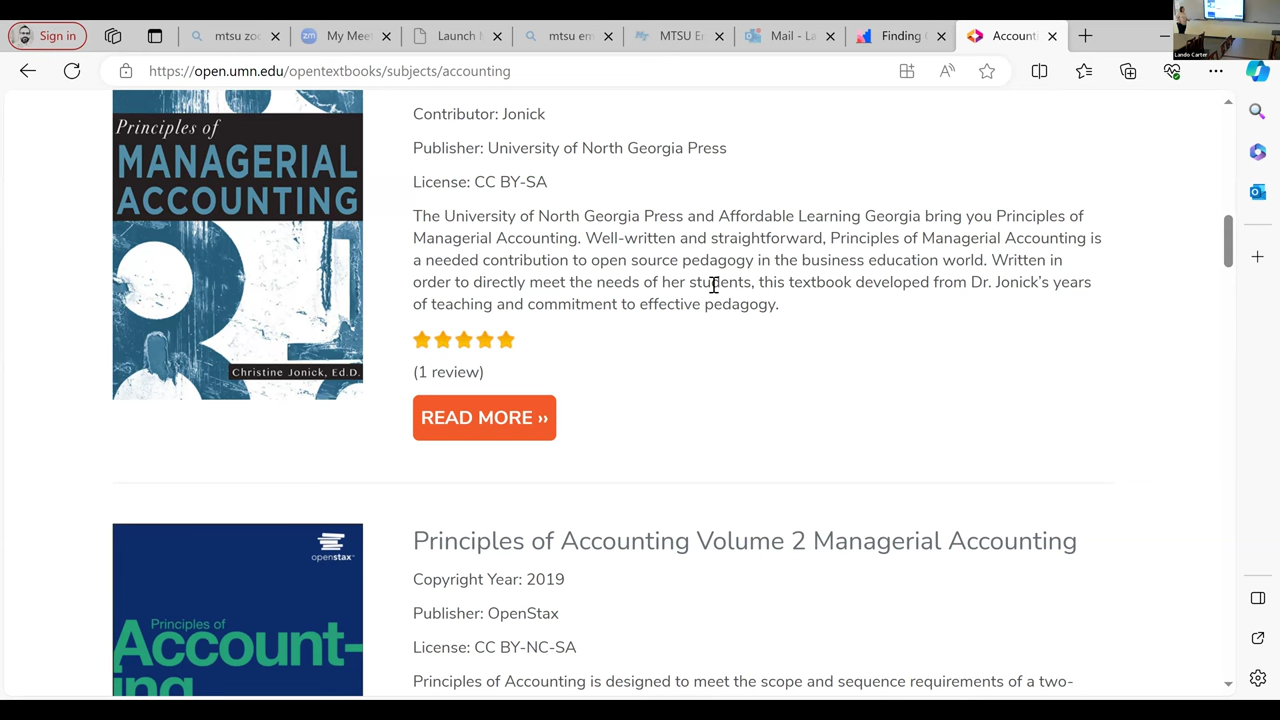 Sign in
mtsu zoc
My Meet
Launch M
mtsu em
MTSU E
Mail - La
Finding
Account
https://open.umn.edu/opentextbooks/subjects/accounting
Lando Carter
Principles of
MANAGERIAL
ACCOUNTING
Christine Jonick, Ed.D.
Contributor: Jonick
Publisher: University of North Georgia Press
License: CC BY-SA
The University of North Georgia Press and Affordable Learning Georgia bring you Principles of
Managerial Accounting. Well-written and straightforward, Principles of Managerial Accounting is
a needed contribution to open source pedagogy in the business education world. Written in
order to directly meet the needs of her students, this textbook developed from Dr. Jonick’s years
of teaching and commitment to effective pedagogy.
(1 review)
READ MORE ››
openstax
Principles of
Account-
ing
Principles of Accounting Volume 2 Managerial Accounting
Copyright Year: 2019
Publisher: OpenStax
License: CC BY-NC-SA
Principles of Accounting is designed to meet the scope and sequence requirements of a two-